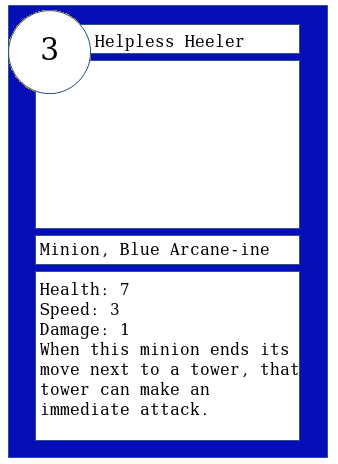 3
Helpless Heeler
Minion, Blue Arcane-ine
Health: 7
Speed: 3
Damage: 1
When this minion ends its
move next to a tower, that
tower can make an
immediate attack.